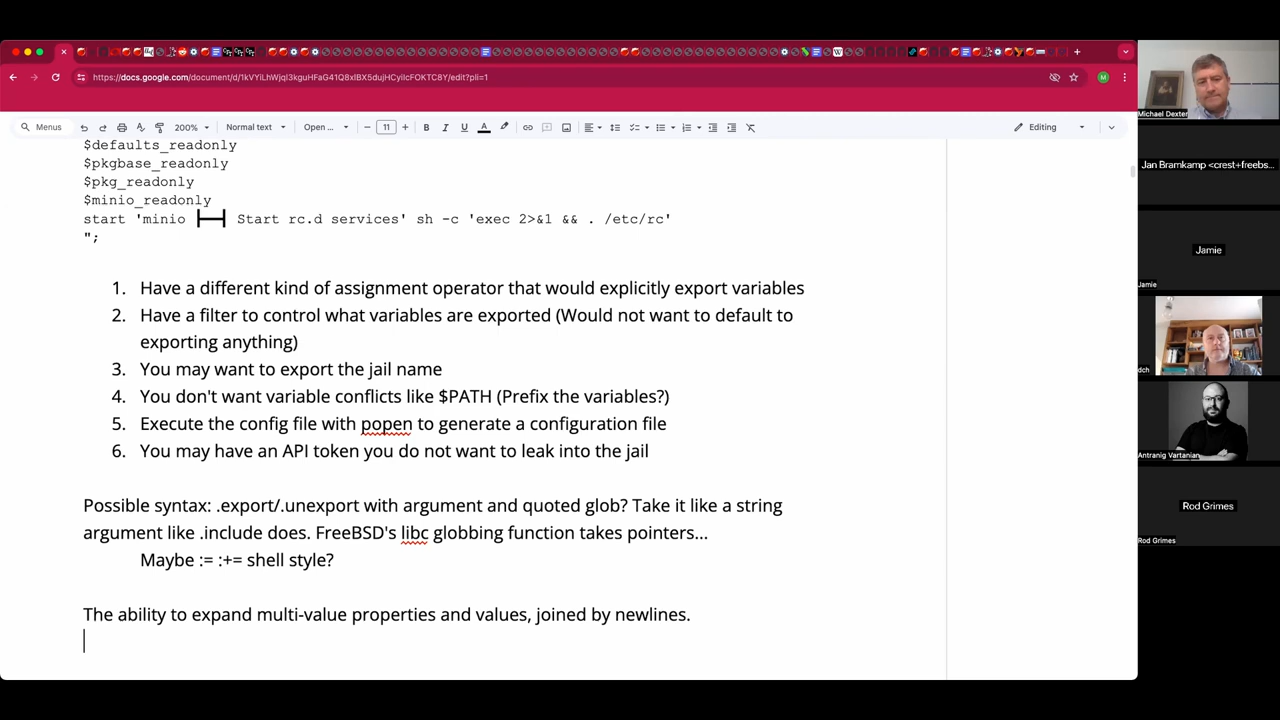 https://docs.google.com/document/d/1kVYiLhWjqI3kguHFaG41Q8xlBX5dujHCyilcFOKTC8Y/edit?pli=1
M
Menus
200%
Normal text
Open ...
11
Editing
$defaults_readonly
$pkgbase_readonly
$pkg_readonly
$minio_readonly
start 'minio ├──┤ Start rc.d services' sh -c 'exec 2>&1 && . /etc/rc'
";
1. Have a different kind of assignment operator that would explicitly export variables
2. Have a filter to control what variables are exported (Would not want to default to
exporting anything)
3. You may want to export the jail name
4. You don't want variable conflicts like $PATH (Prefix the variables?)
5. Execute the config file with popen to generate a configuration file
6. You may have an API token you do not want to leak into the jail
Possible syntax: .export/.unexport with argument and quoted glob? Take it like a string
argument like .include does. FreeBSD's libc globbing function takes pointers...
Maybe := :+= shell style?
The ability to expand multi-value properties and values, joined by newlines.
Michael Dexter
Jan Bramkamp <crest+freebs...
Jamie
Jamie
dch
Antranig Vartanian
Rod Grimes
Rod Grimes